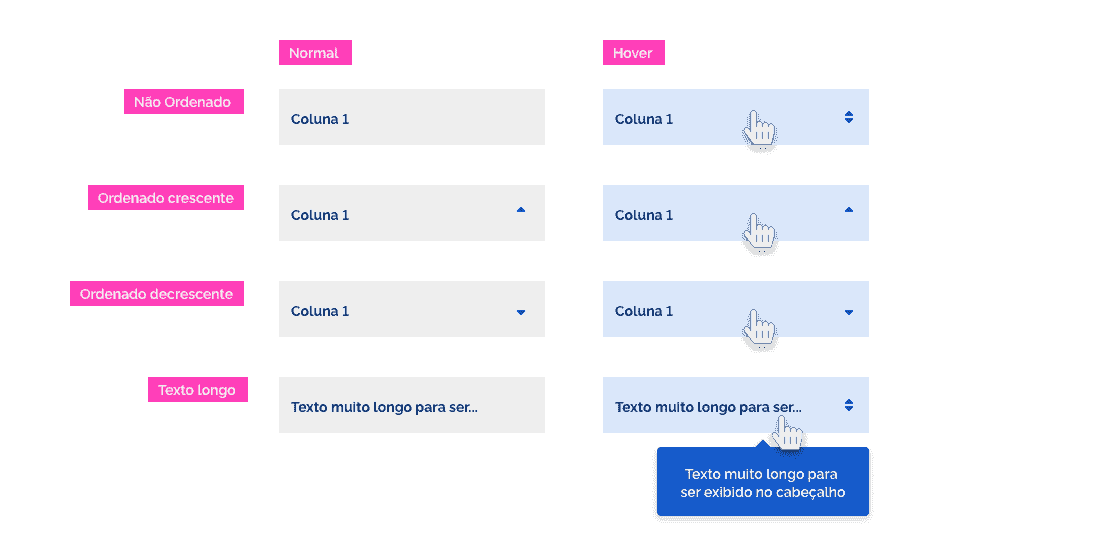 Normal
Hover
Não Ordenado
Coluna 1
Coluna 1
Ordenado crescente
Coluna 1
Coluna 1
Ordenado decrescente
Coluna 1
Coluna 1
Texto longo
Texto muito longo para ser...
Texto muito longo para ser...
Texto muito longo para
ser exibido no cabeçalho